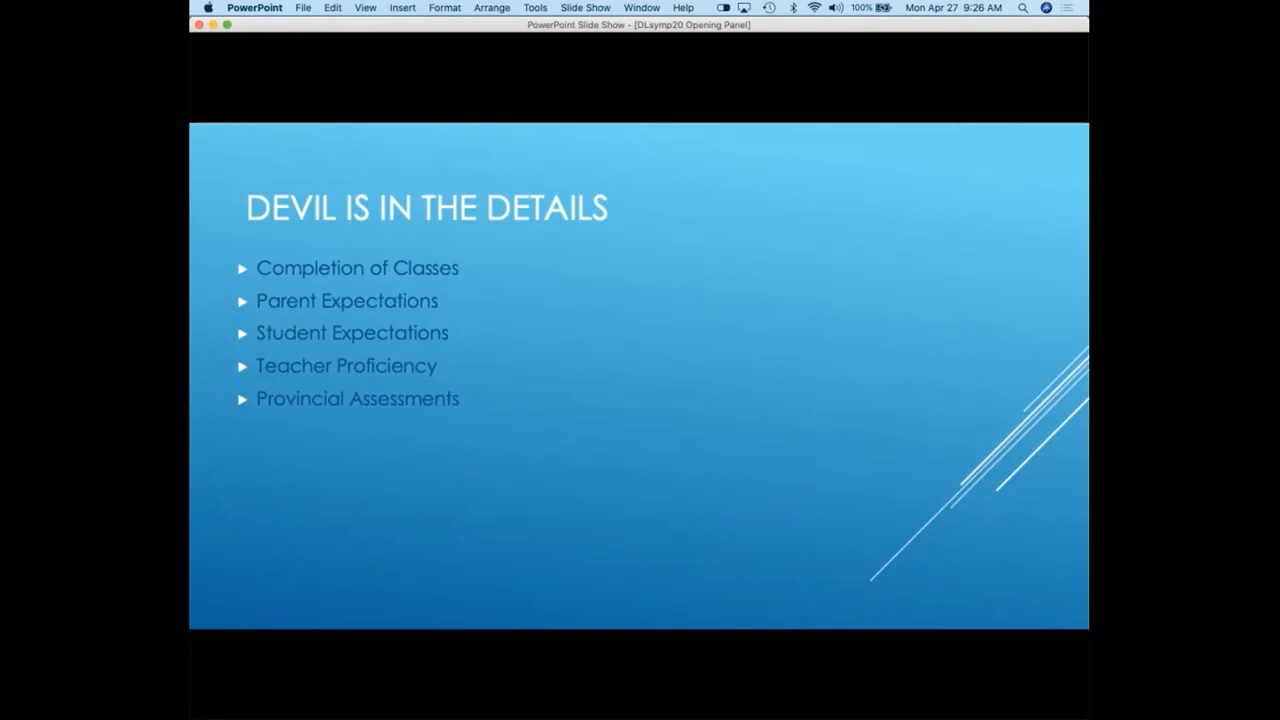 PowerPoint File Edit View Insert Format Arrange Tools Slide Show Window Help 100% Mon Apr 27 9:26 AM
PowerPoint Slide Show - [DLsymp20 Opening Panel]
DEVIL IS IN THE DETAILS
Completion of Classes
Parent Expectations
Student Expectations
Teacher Proficiency
Provincial Assessments